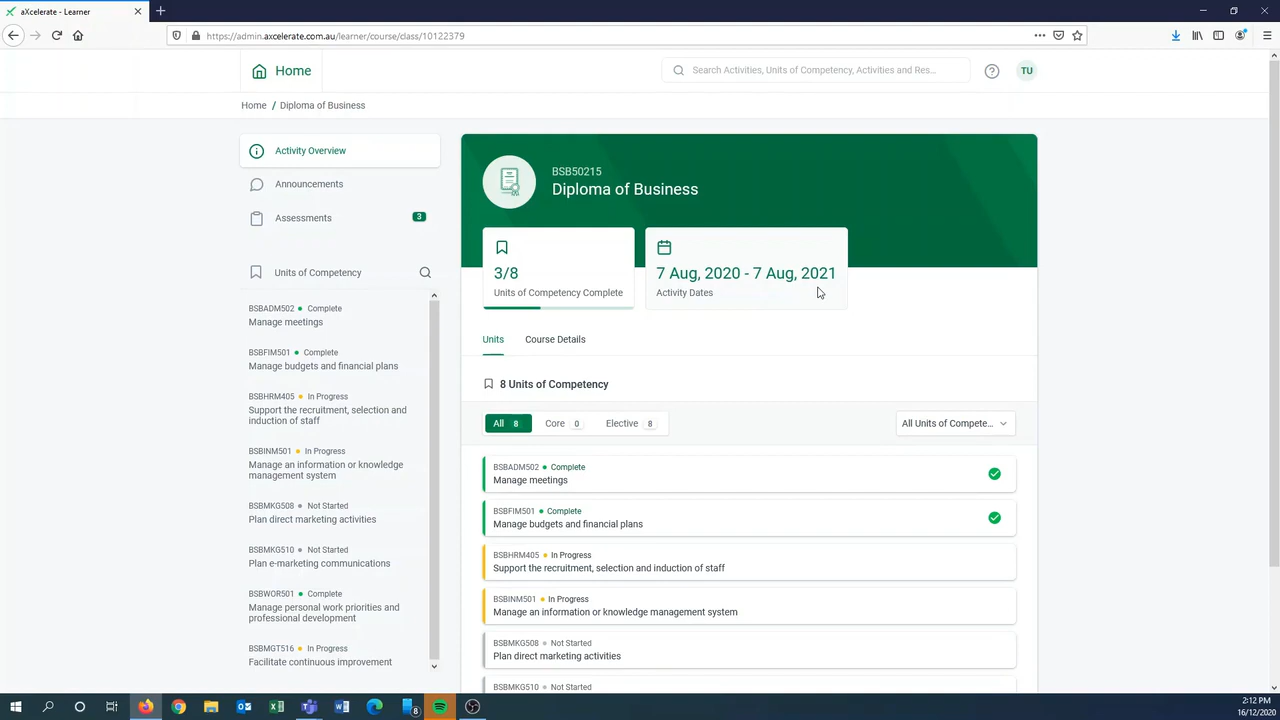 aXcelerate - Learner
https://admin.axcelerate.com.au/learner/course/class/10122379
Home
Search Activities, Units of Competency, Activities and Res...
TU
Home / Diploma of Business
Activity Overview
Announcements
Assessments 3
Units of Competency
BSBADM502 Complete
Manage meetings
BSBFIM501 Complete
Manage budgets and financial plans
BSBHRM405 In Progress
Support the recruitment, selection and
induction of staff
BSBINM501 In Progress
Manage an information or knowledge
management system
BSBMKG508 Not Started
Plan direct marketing activities
BSBMKG510 Not Started
Plan e-marketing communications
BSBWOR501 Complete
Manage personal work priorities and
professional development
BSBMGT516 In Progress
Facilitate continuous improvement
BSB50215
Diploma of Business
3/8
Units of Competency Complete
7 Aug, 2020 - 7 Aug, 2021
Activity Dates
Units Course Details
8 Units of Competency
All 8 Core 0 Elective 8
All Units of Compete...
BSBADM502 Complete
Manage meetings
BSBFIM501 Complete
Manage budgets and financial plans
BSBHRM405 In Progress
Support the recruitment, selection and induction of staff
BSBINM501 In Progress
Manage an information or knowledge management system
BSBMKG508 Not Started
Plan direct marketing activities
BSBMKG510 Not Started
8
2:12 PM
16/12/2020